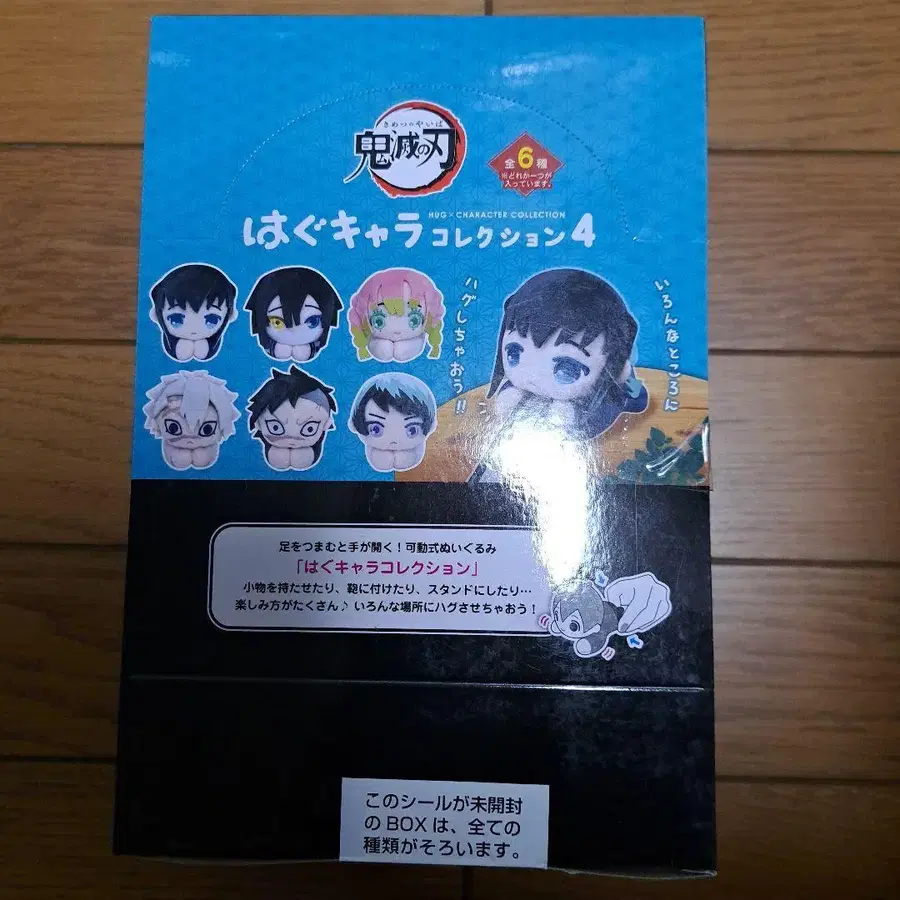 きめつのやいば
鬼滅の刃
全6種
※どれか一つが
入っています。
HUG×CHARACTER COLLECTION
はぐキャラコレクション4
ハグしちゃおう!!
いろんなところに
足をつまむと手が開く！可動式ぬいぐるみ
「はぐキャラコレクション」
小物を持たせたり、鞄に付けたり、スタンドにしたり…
楽しみ方がたくさん♪いろんな場所にハグさせちゃおう！
このシールが未開封
のBOXは、全ての
種類がそろいます。